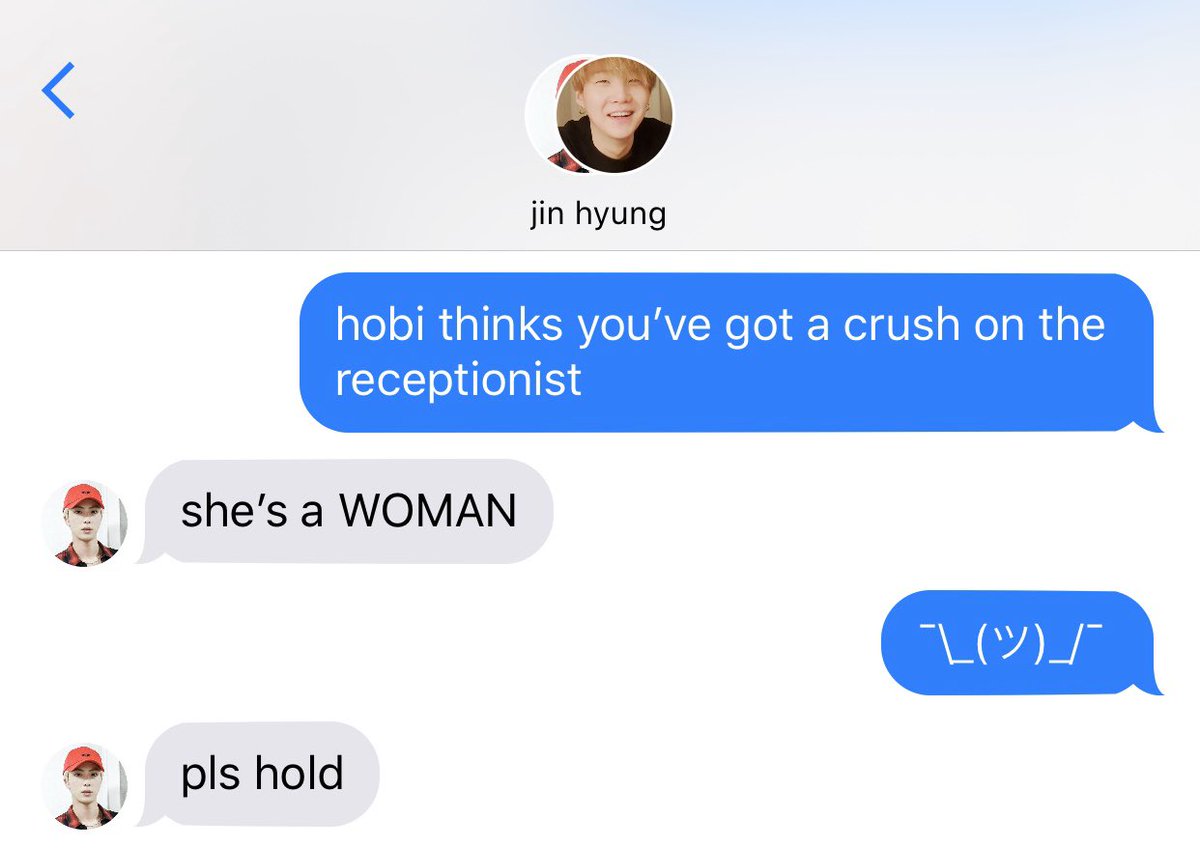 jin hyung
hobi thinks you’ve got a crush on the
receptionist
she’s a WOMAN
¯\_(ツ)_/¯
pls hold